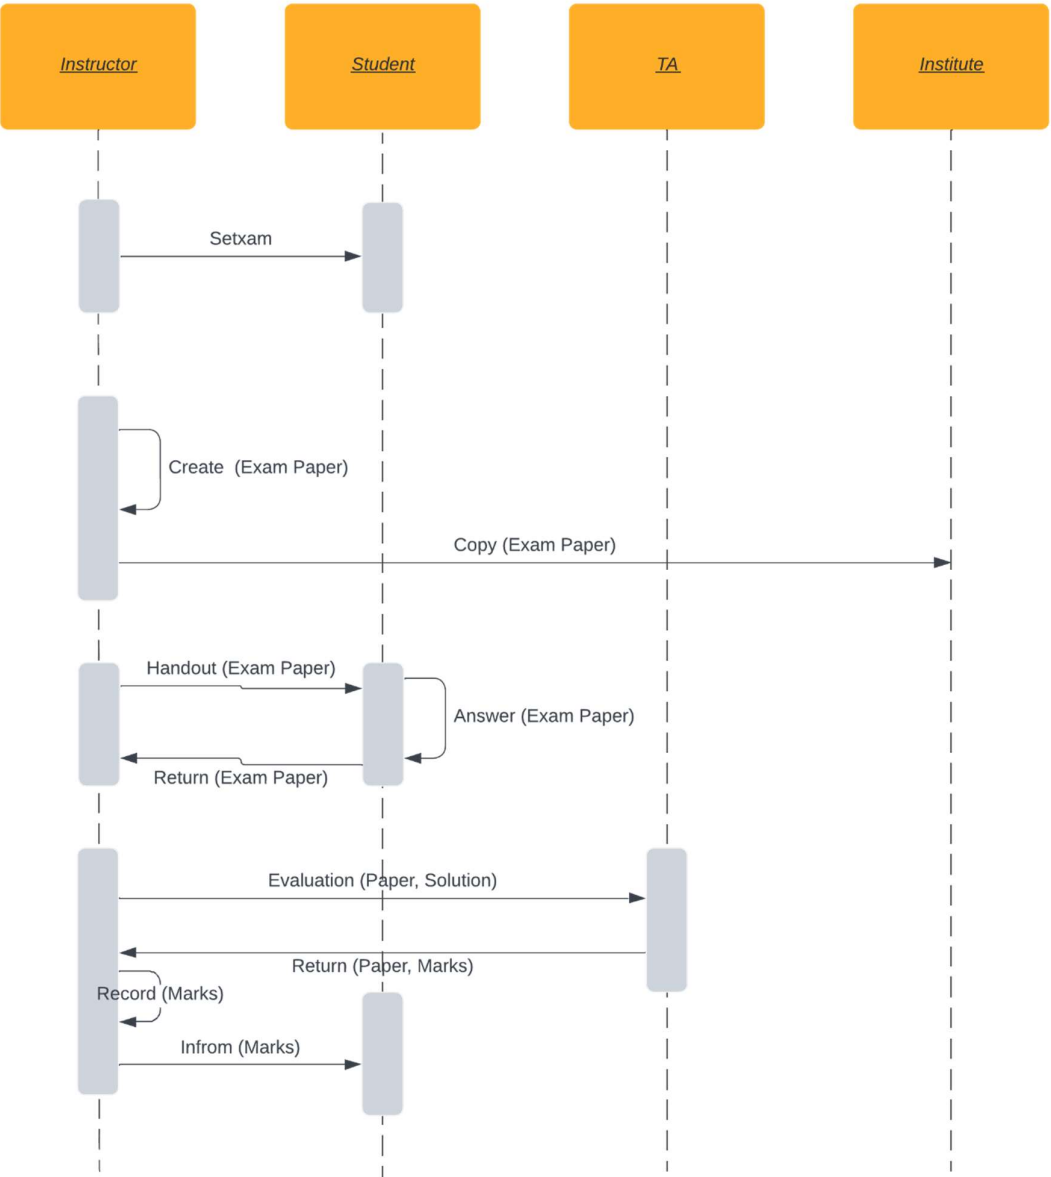 Instructor
Student
TA
Institute
Setxam
Create  (Exam Paper)
Copy (Exam Paper)
Handout (Exam Paper)
Answer (Exam Paper)
Return (Exam Paper)
Evaluation (Paper, Solution)
Return (Paper, Marks)
Record (Marks)
Infrom (Marks)